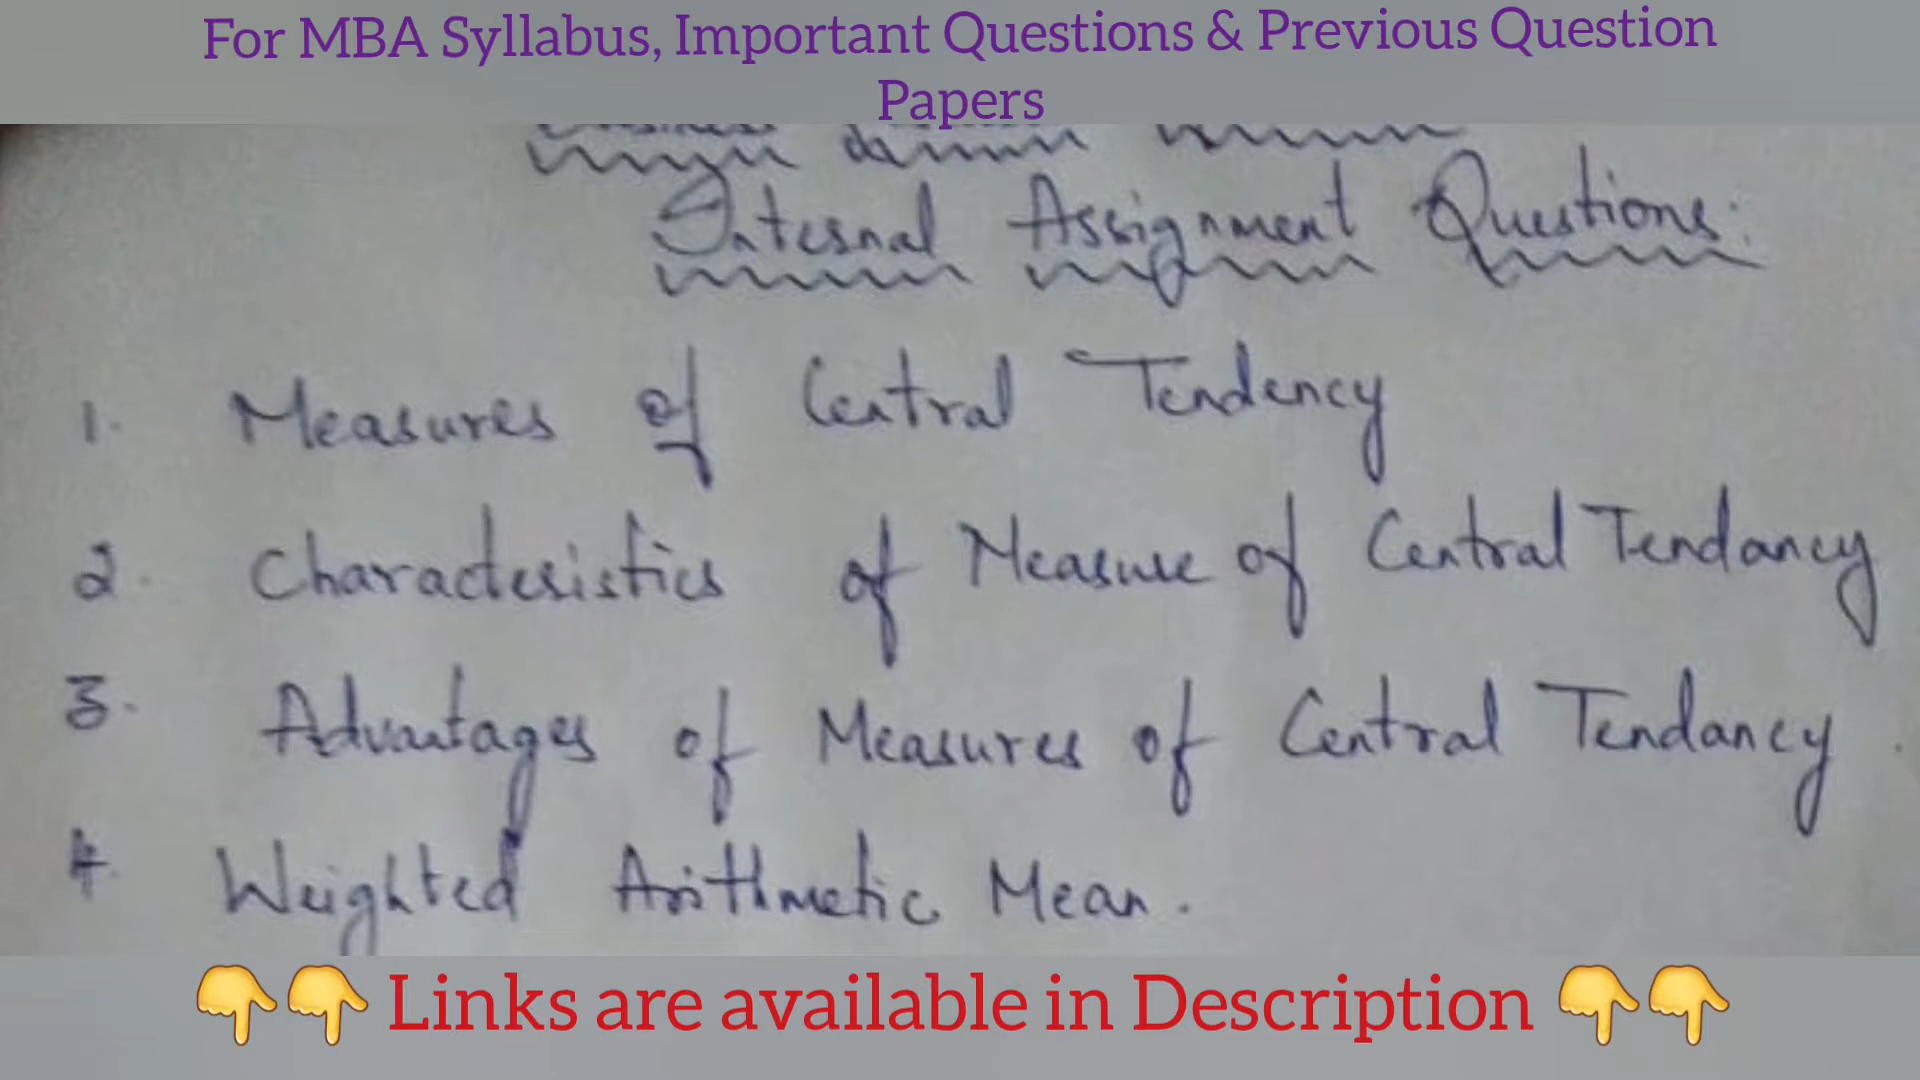 For MBA Syllabus, Important Questions & Previous Question
Papers
Internal Assignment Questions:
1. Measures of Central Tendency
2. Characteristics of Measure of Central Tendancy
3. Advantages of Measures of Central Tendancy.
4. Weighted Arithmetic Mean.
👇👇 Links are available in Description 👇👇